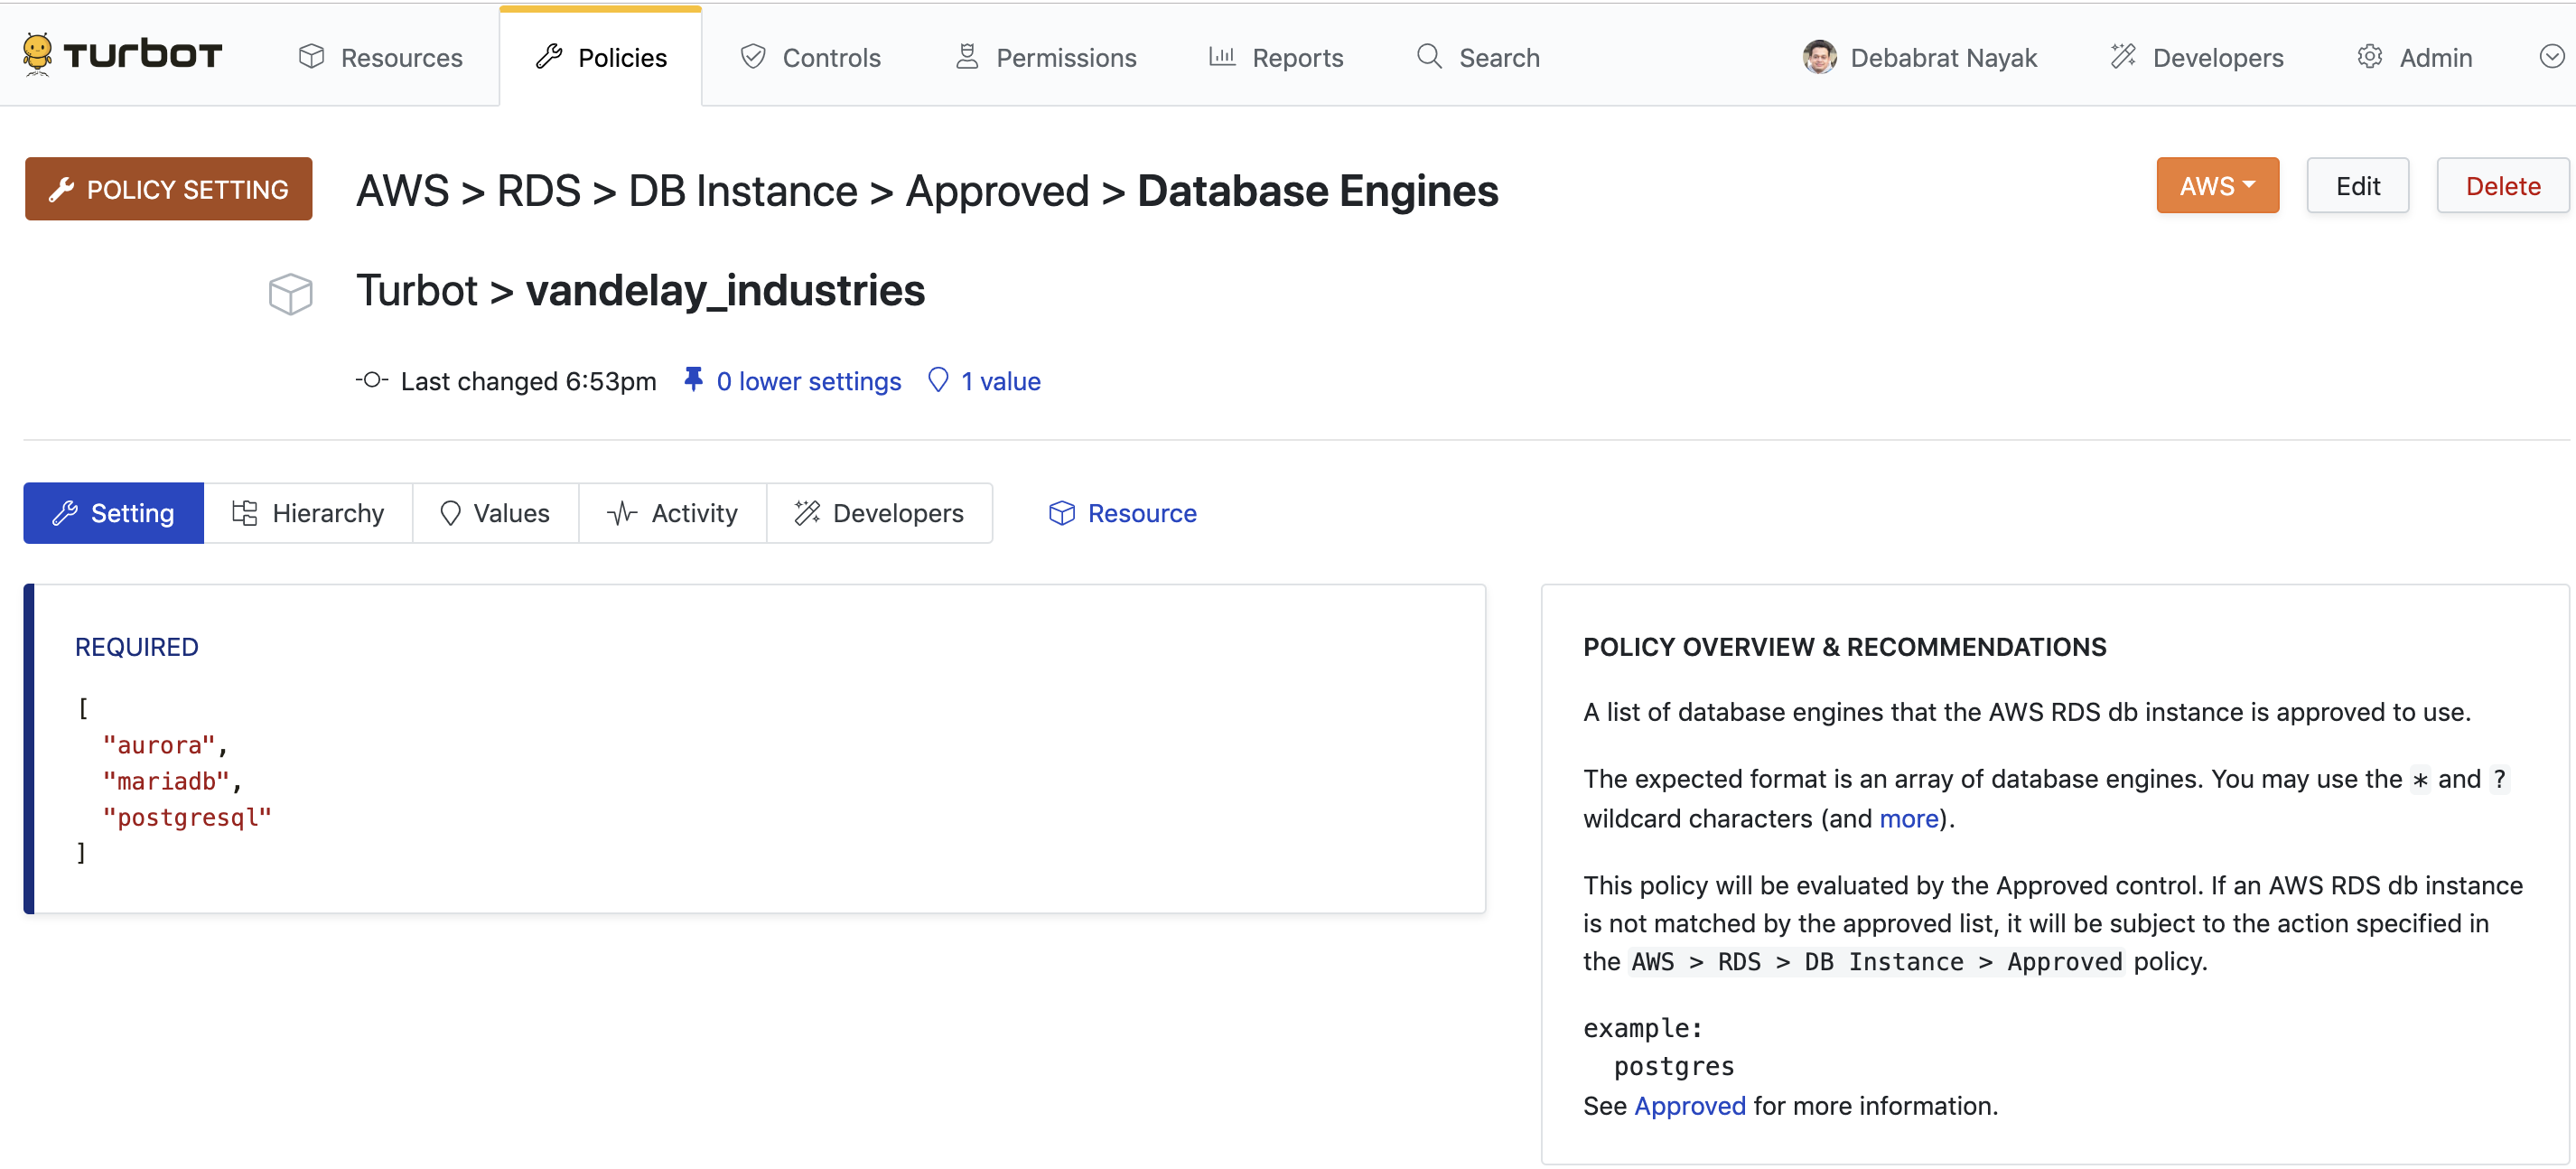 TURBOT
Resources
Policies
Controls
Permissions
Reports
Search
Debabrat Nayak
Developers
Admin
POLICY SETTING
AWS > RDS > DB Instance > Approved > Database Engines
AWS
Edit
Delete
Turbot > vandelay_industries
Last changed 6:53pm
0 lower settings
1 value
Setting
Hierarchy
Values
Activity
Developers
Resource
REQUIRED
[
"aurora",
"mariadb",
"postgresql"
]
POLICY OVERVIEW & RECOMMENDATIONS
A list of database engines that the AWS RDS db instance is approved to use.
The expected format is an array of database engines. You may use the * and ?
wildcard characters (and more).
This policy will be evaluated by the Approved control. If an AWS RDS db instance
is not matched by the approved list, it will be subject to the action specified in
the AWS > RDS > DB Instance > Approved policy.
example:
postgres
See Approved for more information.